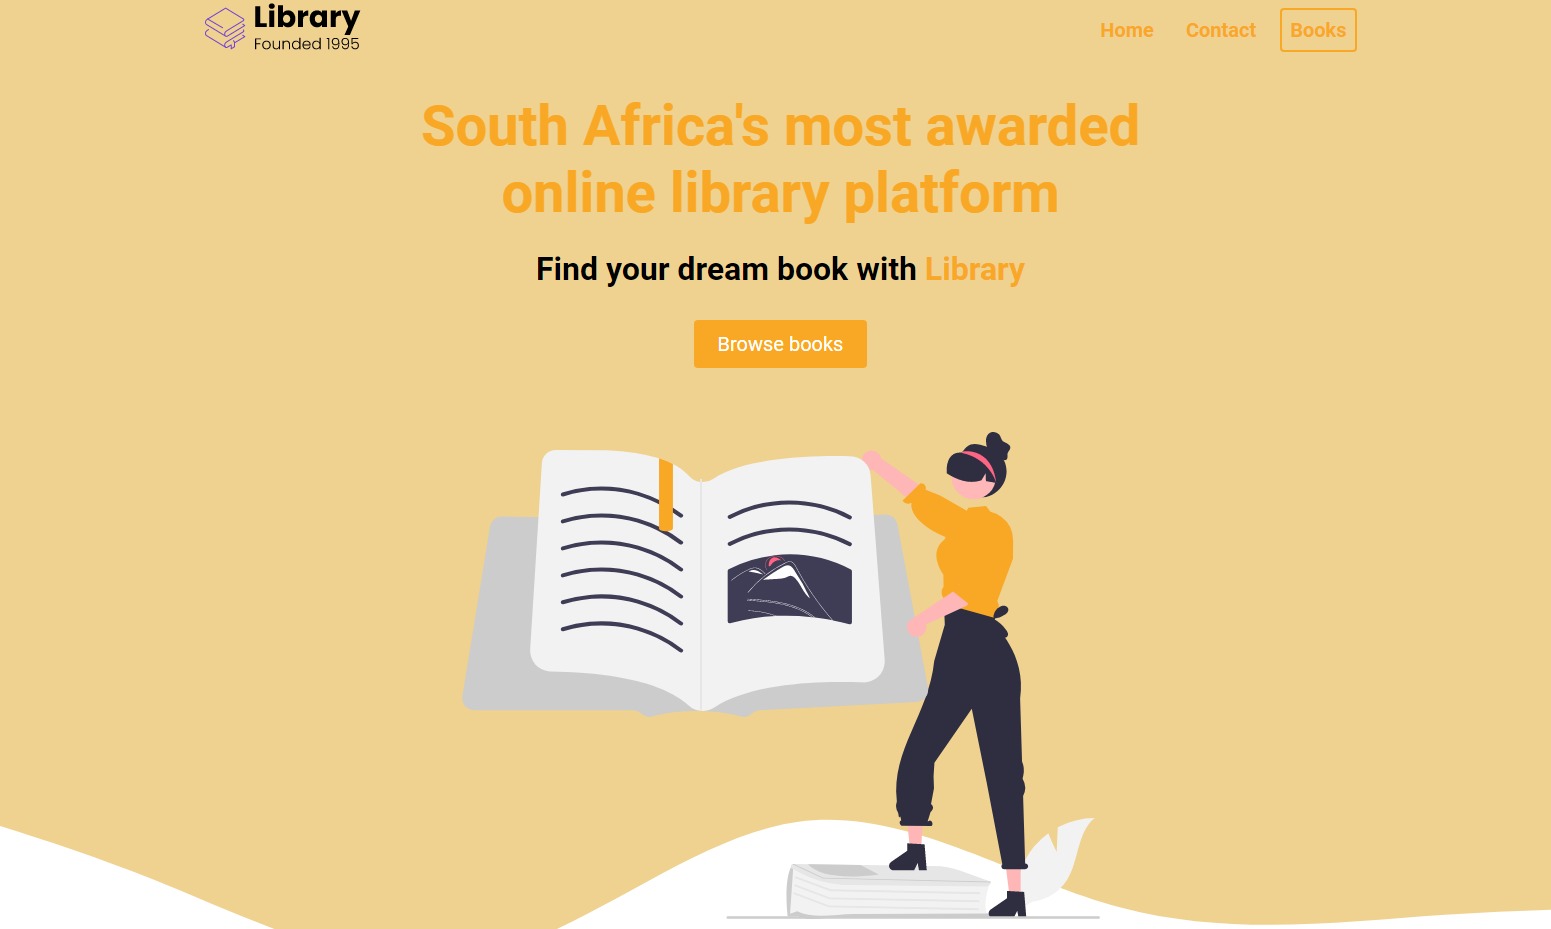 Library
Founded 1995
Home Contact Books
South Africa's most awarded
online library platform
Find your dream book with Library
Browse books